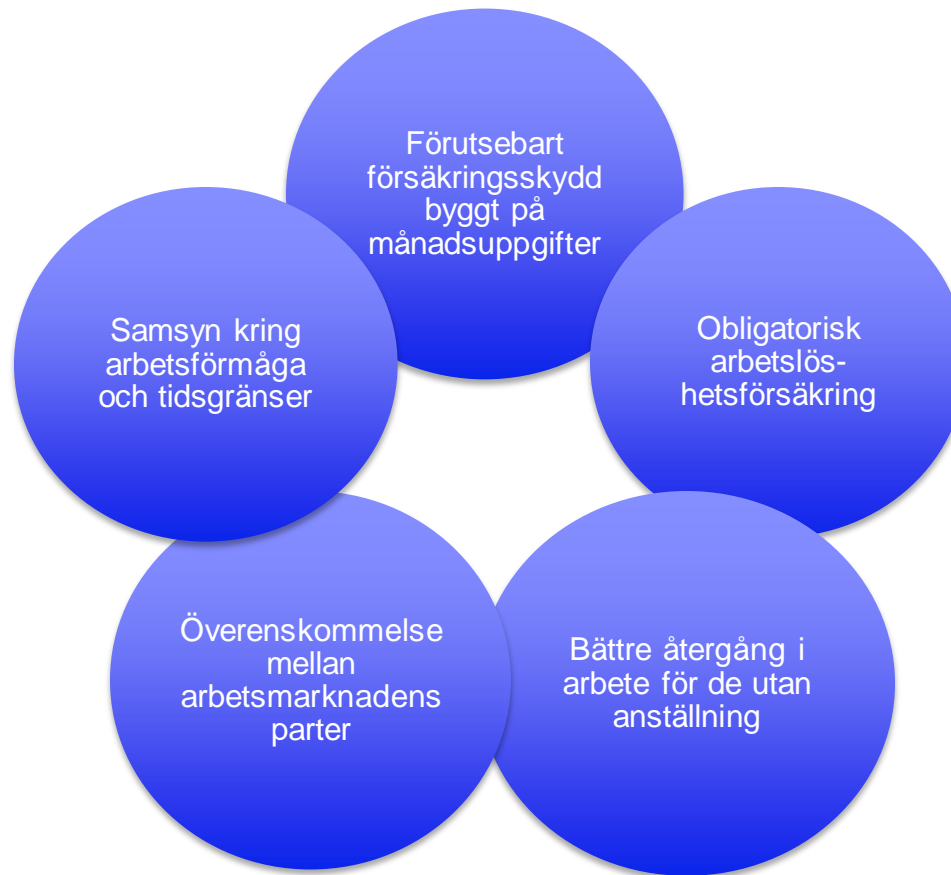 Förutsebart
försäkringsskydd
byggt på
månadsuppgifter
Obligatorisk
arbetslös-
hetsförsäkring
Bättre återgång i
arbete för de utan
anställning
Överenskommelse
mellan
arbetsmarknadens
parter
Samsyn kring
arbetsförmåga
och tidsgränser